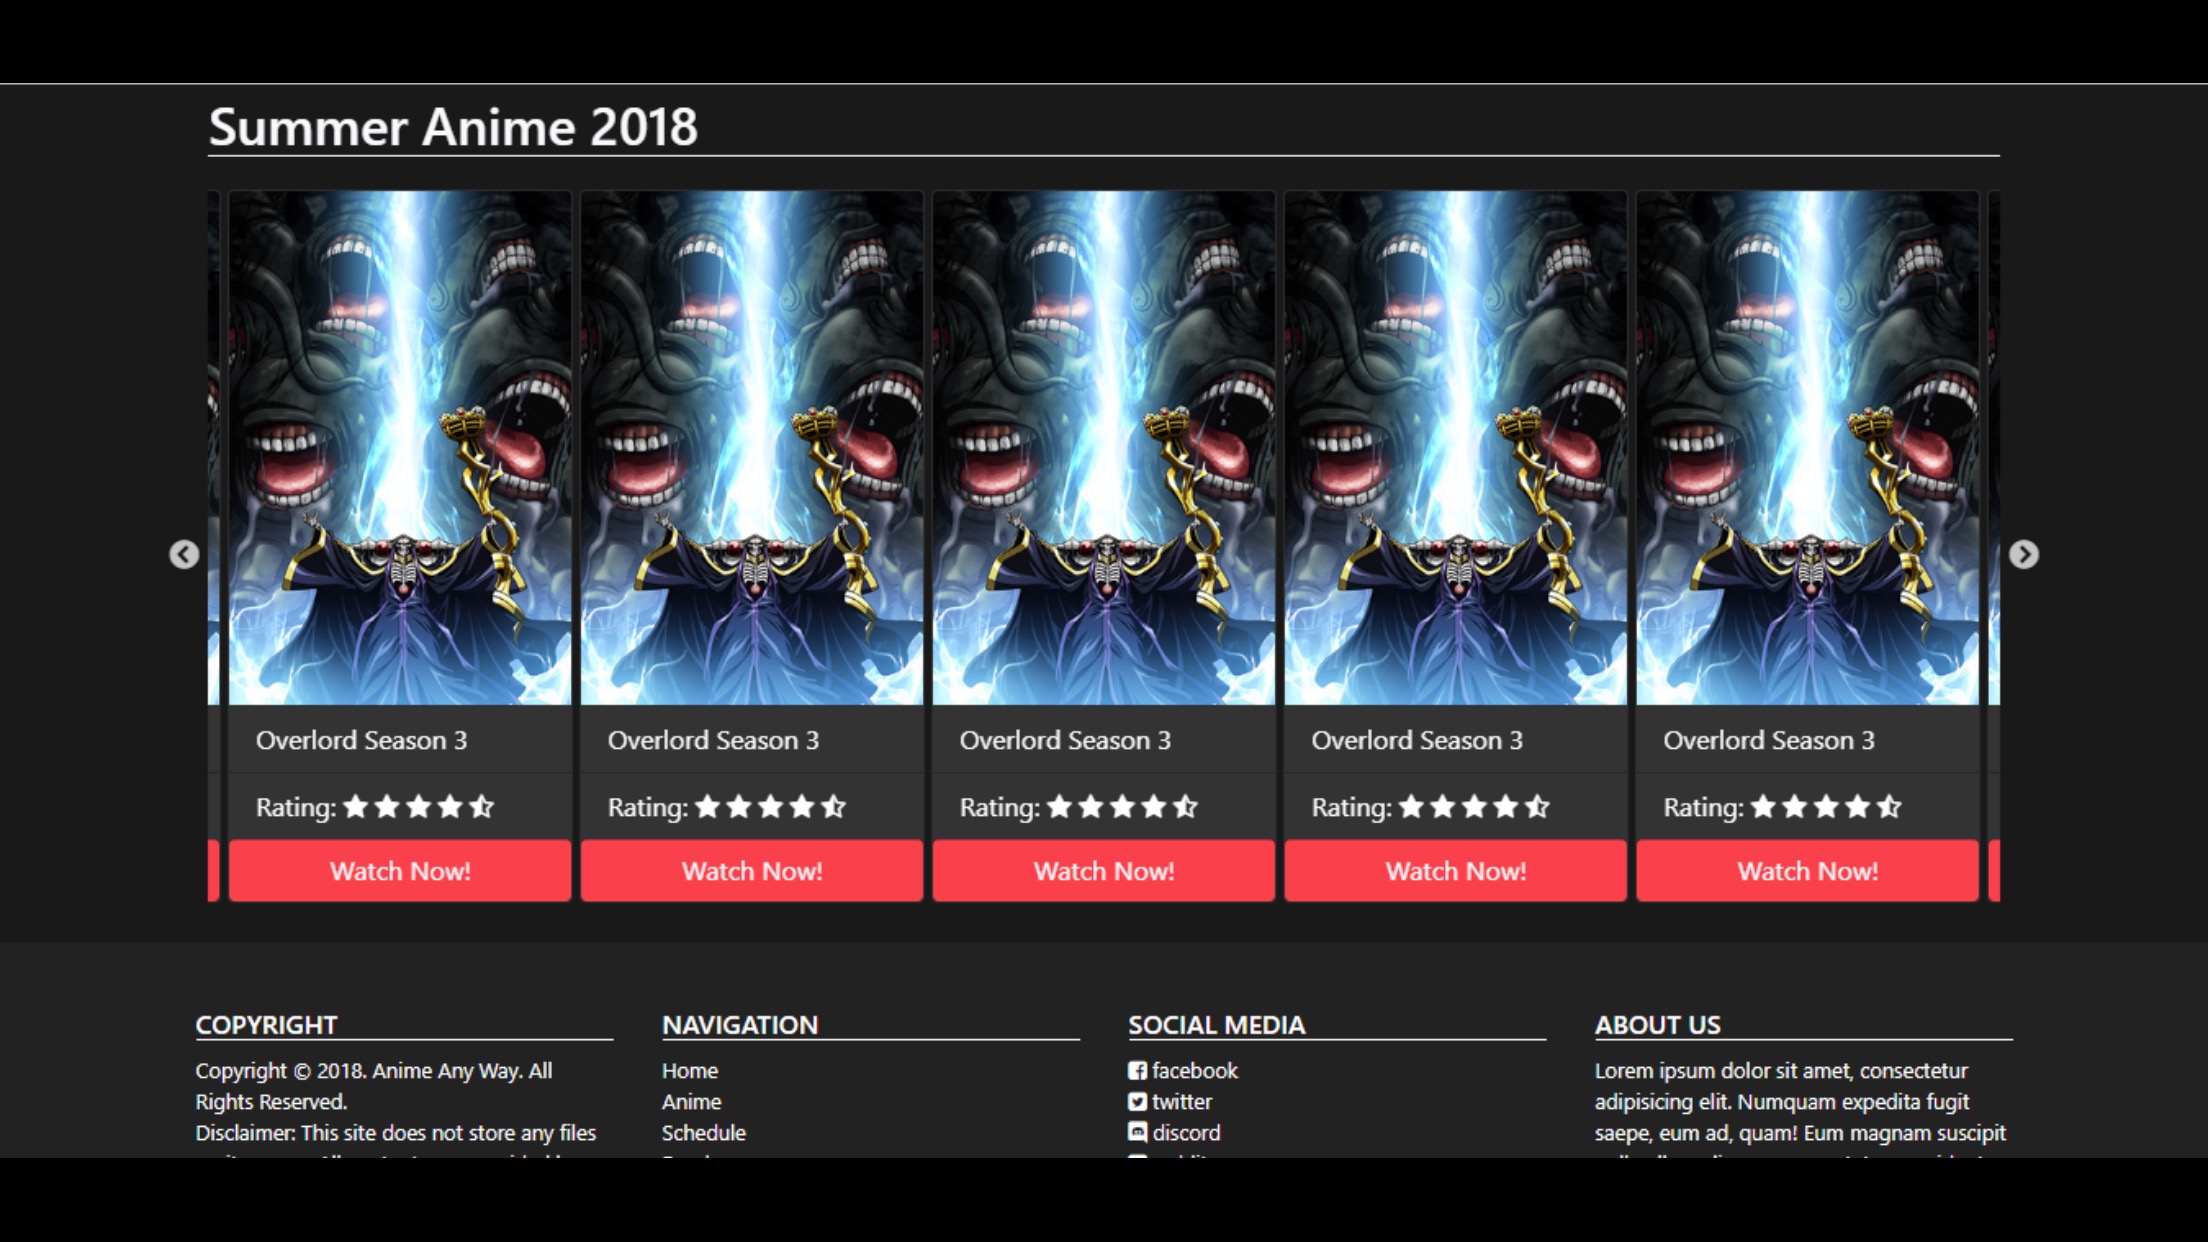 Summer Anime 2018
Overlord Season 3
Overlord Season 3
Overlord Season 3
Overlord Season 3
Overlord Season 3
Rating:
Rating:
Rating:
Rating:
Rating:
Watch Now!
Watch Now!
Watch Now!
Watch Now!
Watch Now!
COPYRIGHT
Copyright © 2018. Anime Any Way. All
Rights Reserved.
Disclaimer: This site does not store any files
NAVIGATION
Home
Anime
Schedule
SOCIAL MEDIA
facebook
twitter
discord
ABOUT US
Lorem ipsum dolor sit amet, consectetur
adipisicing elit. Numquam expedita fugit
saepe, eum ad, quam! Eum magnam suscipit